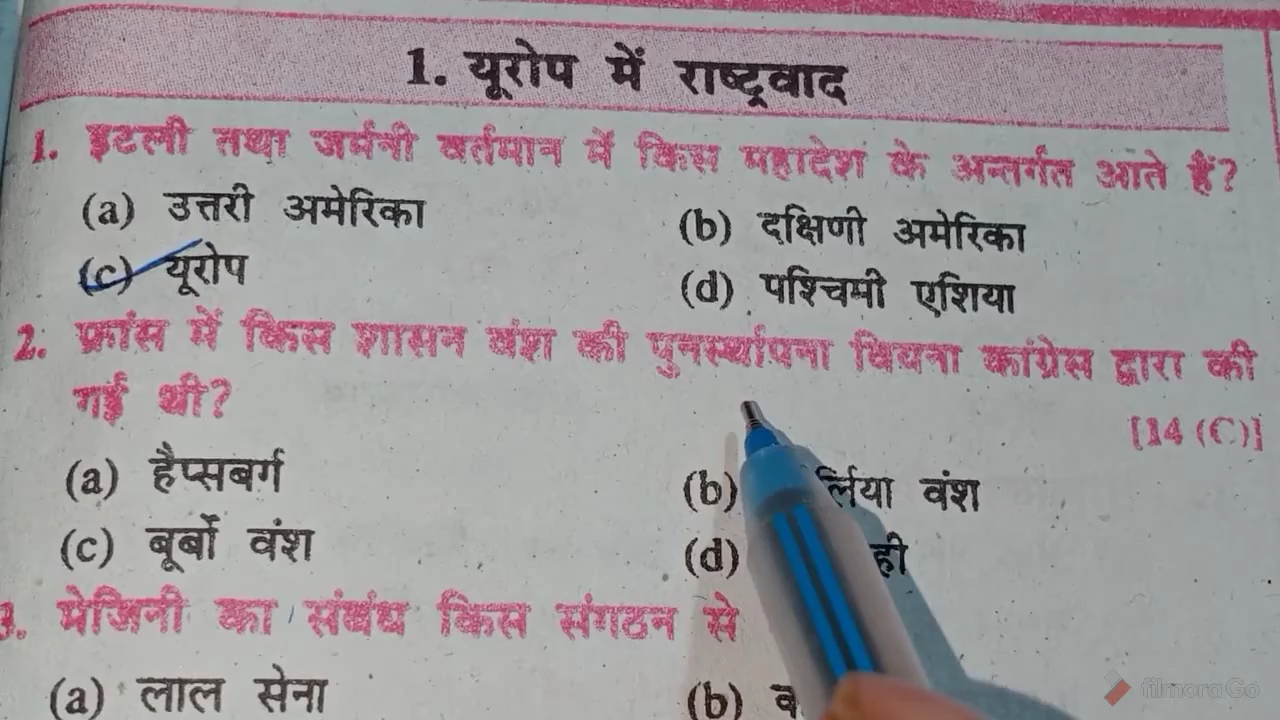 1. यूरोप में राष्ट्रवाद
1. इटली तथा जर्मनी वर्तमान में किस महादेश के अन्तर्गत आते हैं?
(a) उत्तरी अमेरिका (b) दक्षिणी अमेरिका
(c) यूरोप (d) पश्चिमी एशिया
2. फ्रांस में किस शासन वंश की पुनर्स्थापना वियना कांग्रेस द्वारा की
गई थी? [14 (C)]
(a) हैप्सबर्ग (b) वंश
(c) बूर्बों वंश (d)
3. मेजिनी का संबंध किस संगठन से
(a) लाल सेना (b)
filmoraGo